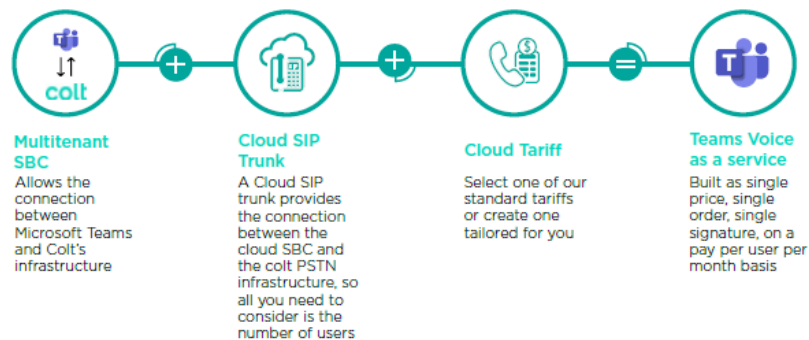 colt
Multitenant
SBC
Allows the
connection
between
Microsoft Teams
and Colt's
infrastructure
Cloud SIP
Trunk
A Cloud SIP
trunk provides
the connection
between the
cloud SBC and
the colt PSTN
infrastructure, so
all you need to
consider is the
number of users
$
Cloud Tariff
Select one of our
standard tariffs
or create one
tailored for you
T
Teams Voice
as a service
Built as single
price, single
order, single
signature, on a
pay per user per
month basis